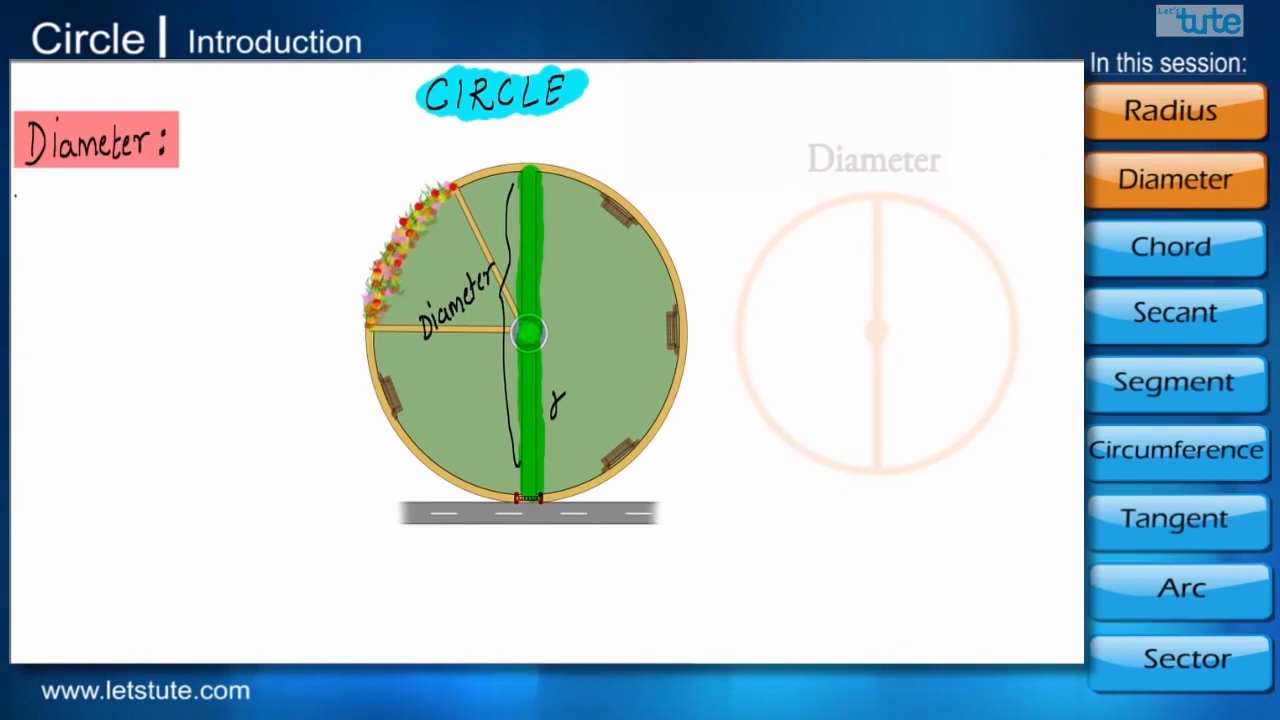 Circle | Introduction
Let's tute
In this session:
CIRCLE
Diameter:
Diameter
Diameter
Radius
Diameter
Chord
Secant
Segment
Circumference
Tangent
Arc
Sector
www.letstute.com